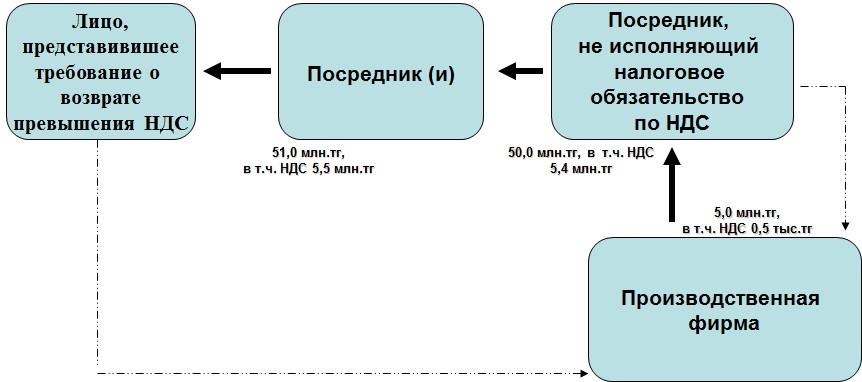 Лицо,
представивишее
требование о
возврате
превышения НДС
Посредник (и)
Посредник,
не исполняющий
налоговое
обязательство
по НДС
51,0 млн.тг,
в т.ч. НДС 5,5 млн.тг
50,0 млн.тг, в т.ч. НДС
5,4 млн.тг
5,0 млн.тг,
в т.ч. НДС 0,5 тыс.тг
Производственная
фирма